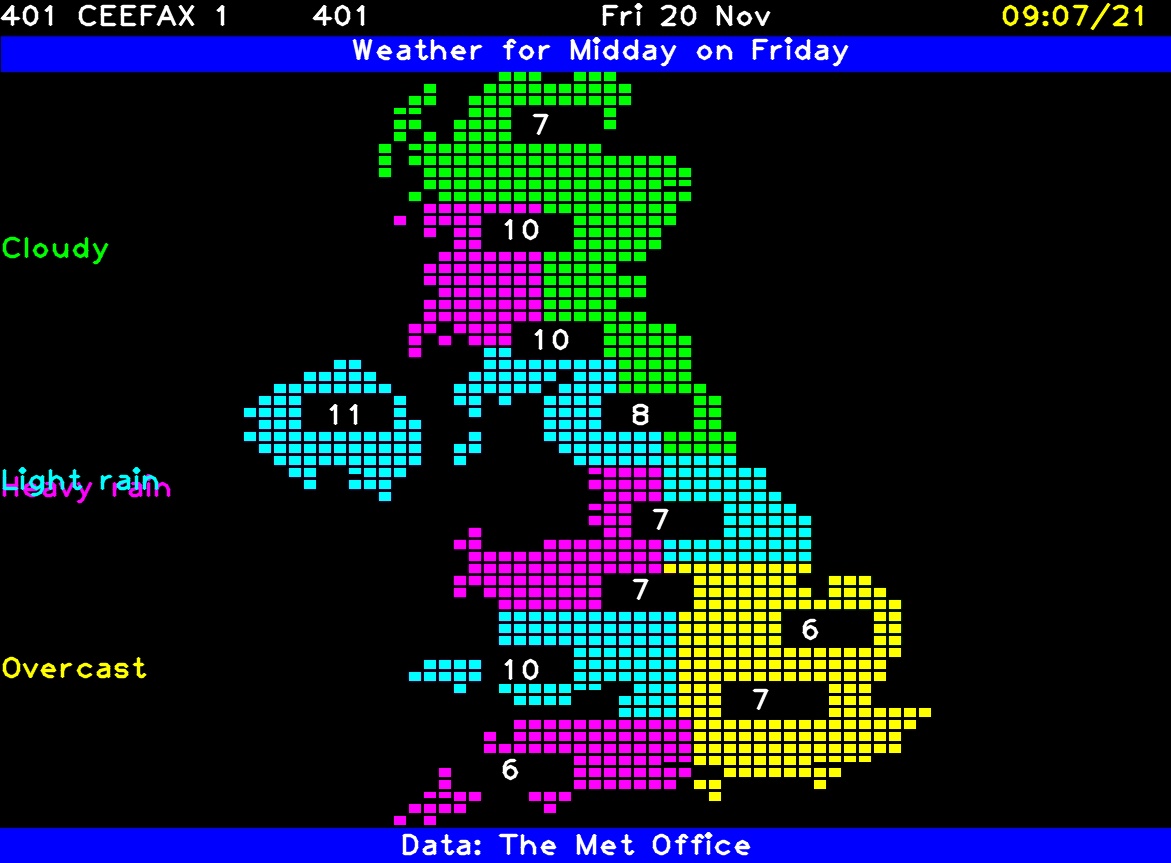 401 CEEFAX 1 401 Fri 20 Nov 09:07/21
Weather for Midday on Friday
7
10
Cloudy
10
11
8
Light rain
Heavy rain
7
7
6
Overcast
10
7
6
Data: The Met Office